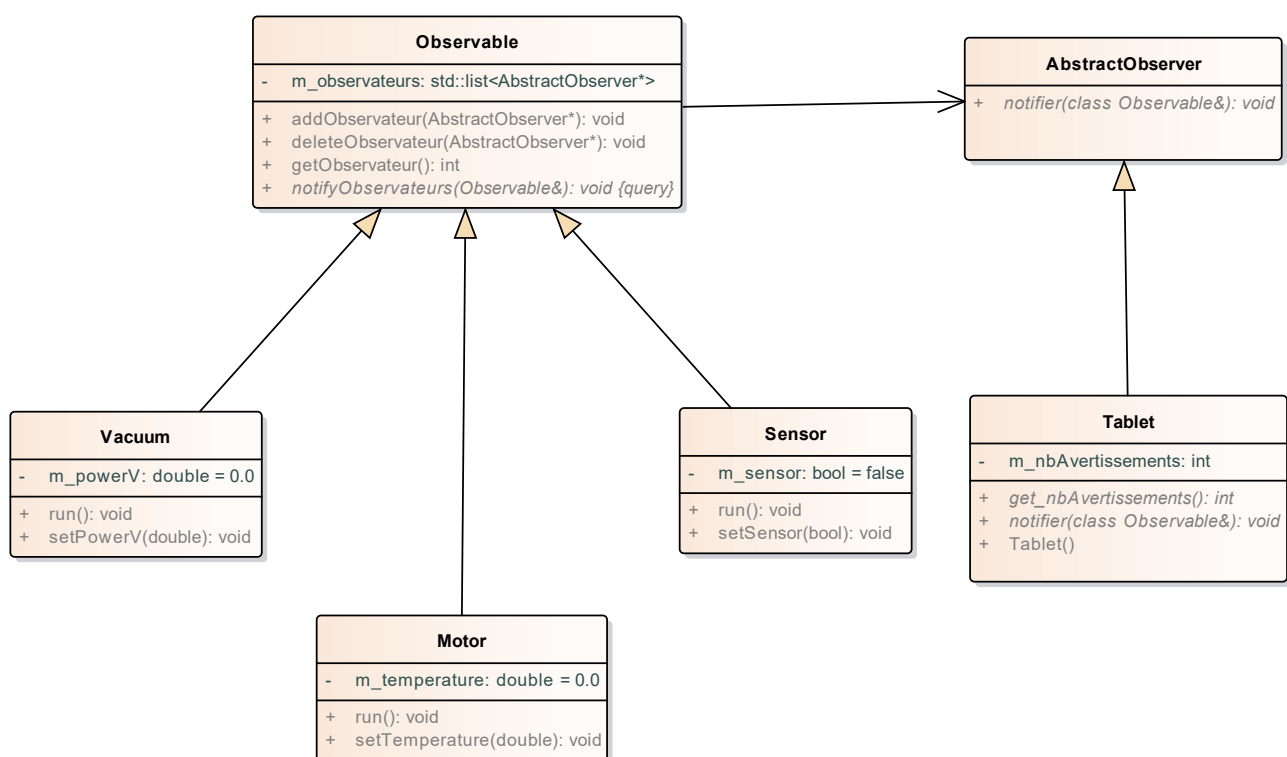 Observable
- m_observateurs: std::list<AbstractObserver*>
+ addObservateur(AbstractObserver*): void
+ deleteObservateur(AbstractObserver*): void
+ getObservateur(): int
+ notifyObservateurs(Observable&): void {query}
AbstractObserver
+ notifier(class Observable&): void
Vacuum
- m_powerV: double = 0.0
+ run(): void
+ setPowerV(double): void
Sensor
- m_sensor: bool = false
+ run(): void
+ setSensor(bool): void
Tablet
- m_nbAvertissements: int
+ get_nbAvertissements(): int
+ notifier(class Observable&): void
+ Tablet()
Motor
- m_temperature: double = 0.0
+ run(): void
+ setTemperature(double): void